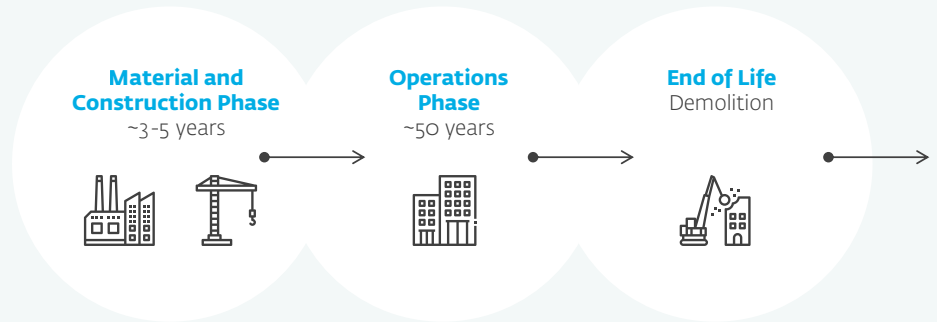 Material and
Construction Phase
~3-5 years
Operations
Phase
~50 years
End of Life
Demolition